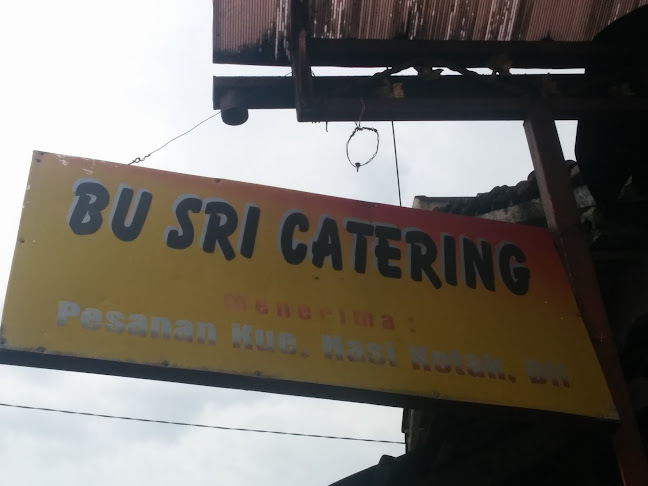 BU SRI CATERING
Menerima :
Pesanan Kue, Nasi Kotak, Dll